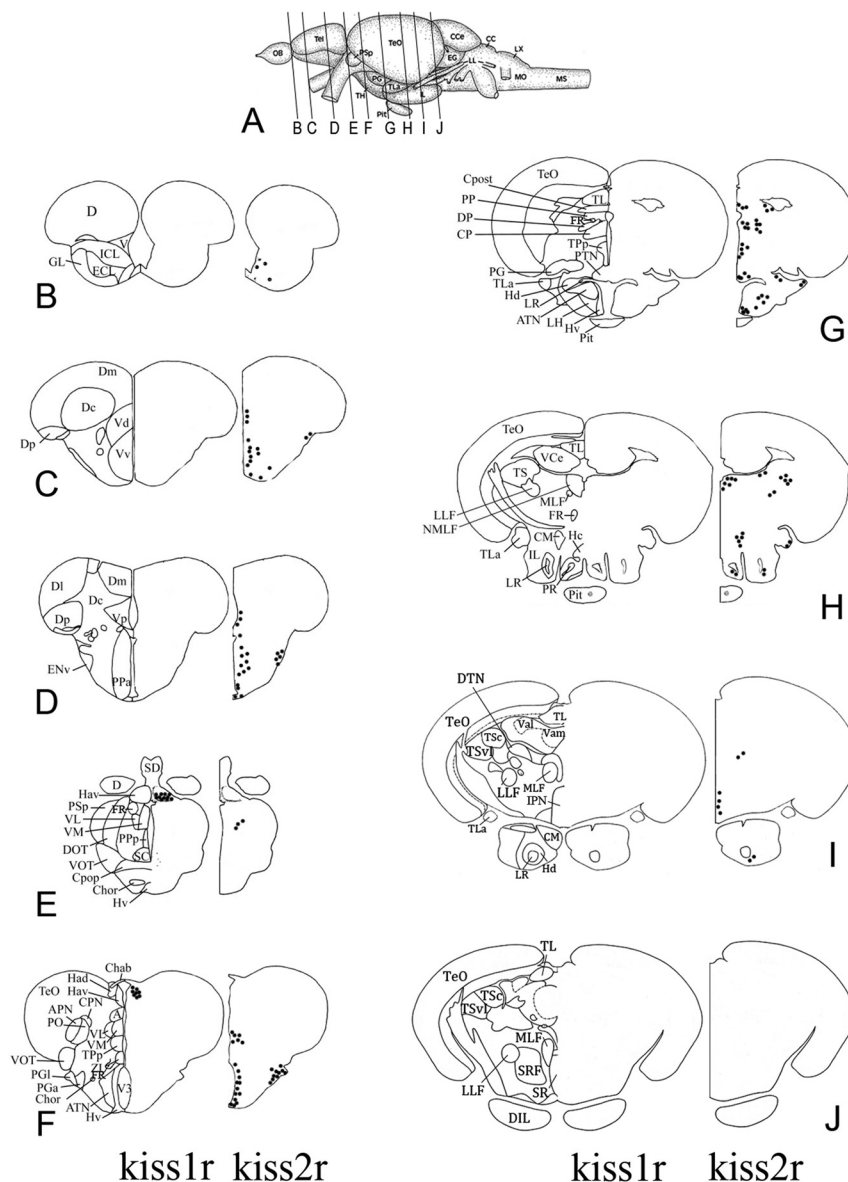 OB Tel PSp TeO CCe CC LX
EG LL MO MS
TH PG TLa IL Pit
A B C D E F G H I J
D
V
ICL
GL ECL
B
Dm
Dc
Vd
Dp
Vv
C
Dl Dm
Dc
Dp Vp
ENv
PPa
D
SD
D
Hav
PSp FR
VL
VM
PPp
DOT
SC
VOT
Cpop
Chor
Hv
E
Chab
Had
TeO Hav
CPN
APN
PO A
VL
VM
VOT TPp
ZL
PGl FR
PGa V3
Chor
ATN
Hv
F
TeO
Cpost
TL
PP
DP FR
CP
TPp
PTN
PG
TLa
Hd
LR
ATN LH
Hv
Pit
G
TeO
TL
VCe
TS
LLF MLF
NMLF FR
CM Hc
TLa IL
LR PR
Pit
H
DTN
TeO TL
TSc Val
Vam
TSvl
LLF MLF
IPN
TLa
CM
LR Hd
I
TL
TeO
TSc
TSvl
MLF
SRF
LLF SR
DIL
J
kiss1r kiss2r kiss1r kiss2r